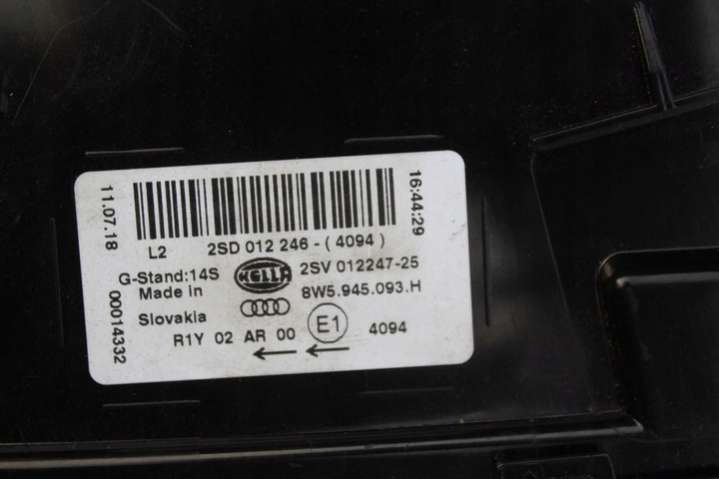 11.07.18
16:44:29
L2 2SD 012 246-(4094)
G-Stand:14S HELLA 2SV 012247-25
Made in 8W5.945.093.H
Slovakia
R1Y 02 AR 00 E1 4094
00014332